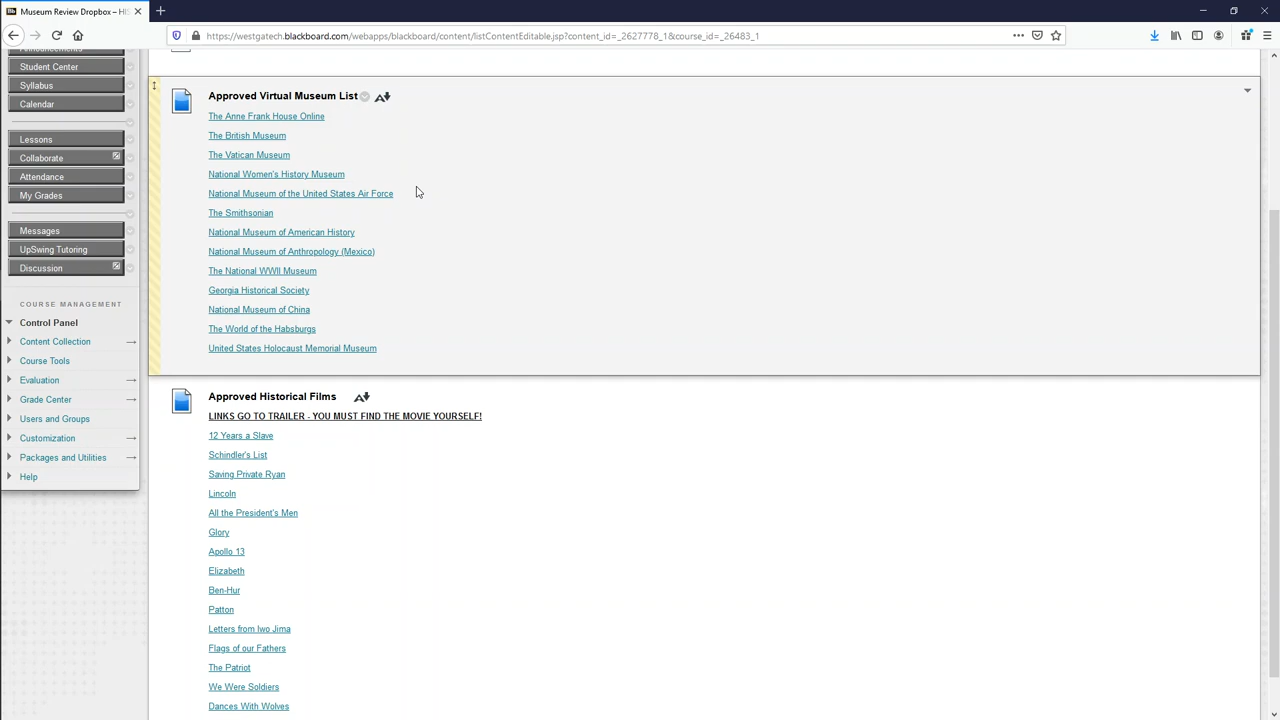 Museum Review Dropbox – HIS
https://westgatech.blackboard.com/webapps/blackboard/content/listContentEditable.jsp?content_id=_2627778_1&course_id=_26483_1
Announcements
Student Center
Syllabus
Calendar
Lessons
Collaborate
Attendance
My Grades
Messages
UpSwing Tutoring
Discussion
COURSE MANAGEMENT
Control Panel
Content Collection
Course Tools
Evaluation
Grade Center
Users and Groups
Customization
Packages and Utilities
Help
Approved Virtual Museum List
The Anne Frank House Online
The British Museum
The Vatican Museum
National Women's History Museum
National Museum of the United States Air Force
The Smithsonian
National Museum of American History
National Museum of Anthropology (Mexico)
The National WWII Museum
Georgia Historical Society
National Museum of China
The World of the Habsburgs
United States Holocaust Memorial Museum
Approved Historical Films
LINKS GO TO TRAILER - YOU MUST FIND THE MOVIE YOURSELF!
12 Years a Slave
Schindler's List
Saving Private Ryan
Lincoln
All the President's Men
Glory
Apollo 13
Elizabeth
Ben-Hur
Patton
Letters from Iwo Jima
Flags of our Fathers
The Patriot
We Were Soldiers
Dances With Wolves